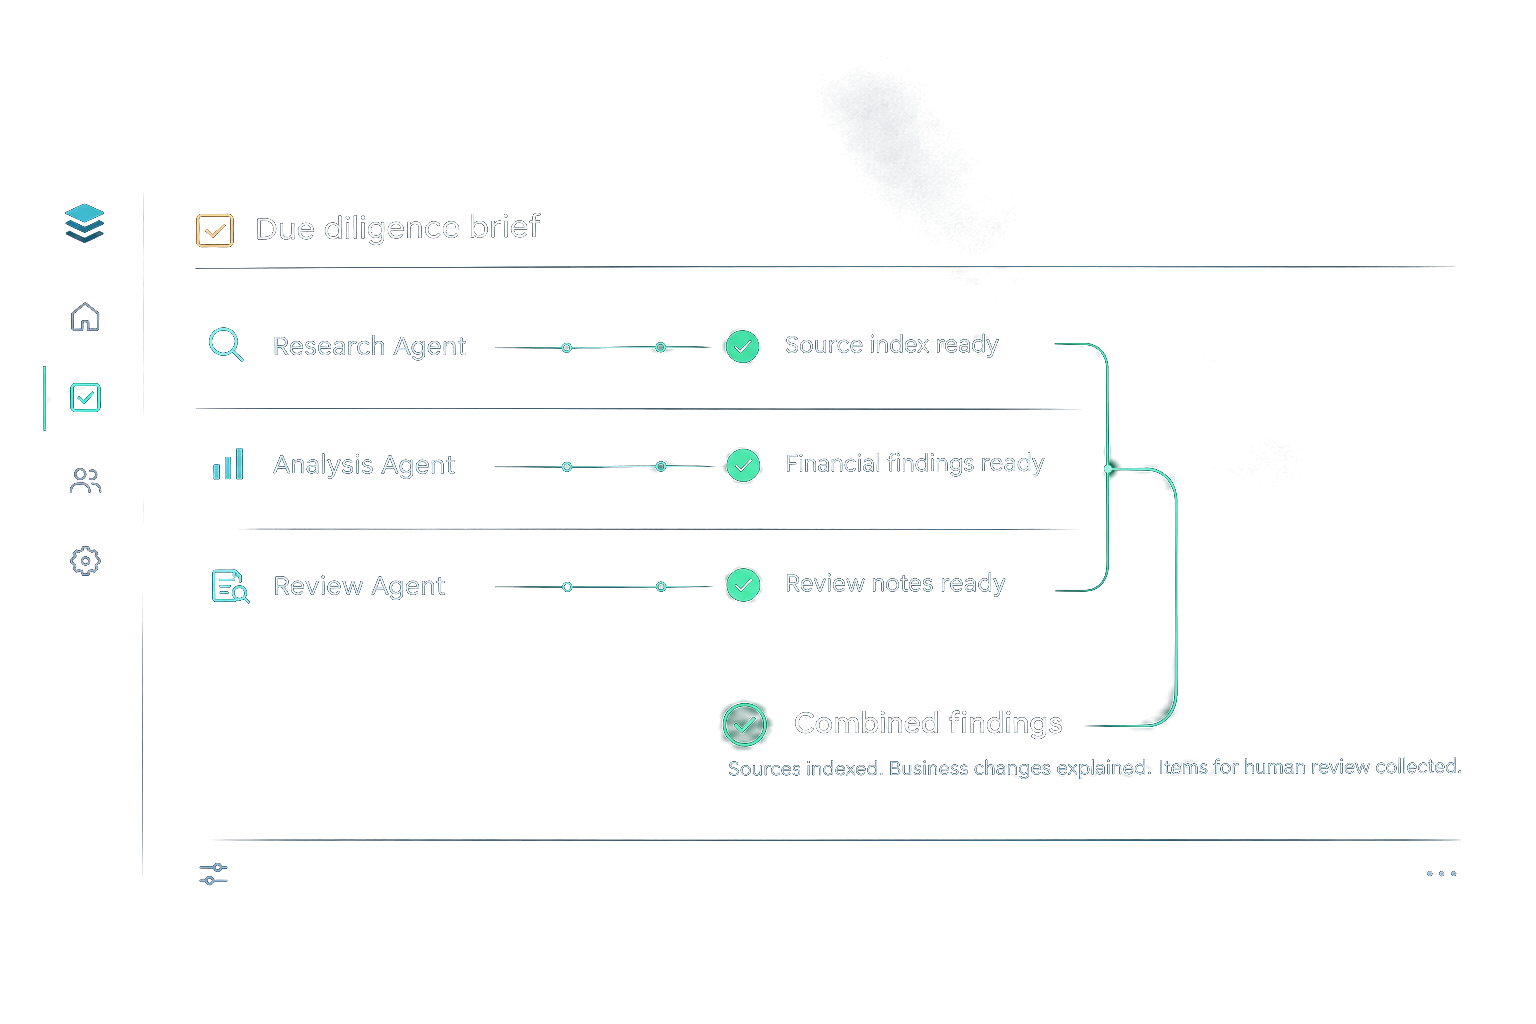 Due diligence brief
Research Agent
Source index ready
Analysis Agent
Financial findings ready
Review Agent
Review notes ready
Combined findings
Sources indexed. Business changes explained. Items for human review collected.